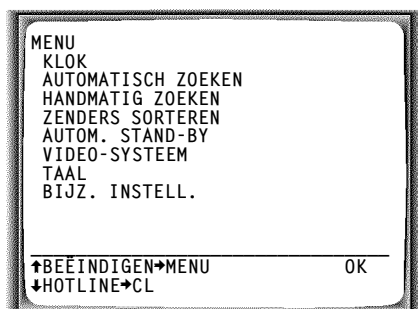 MENU
KLOK
AUTOMATISCH ZOEKEN
HANDMATIG ZOEKEN
ZENDERS SORTEREN
AUTOM. STAND-BY
VIDEO-SYSTEEM
TAAL
BIJZ. INSTELL.
↑BEËINDIGEN→MENU OK
↓HOTLINE→CL